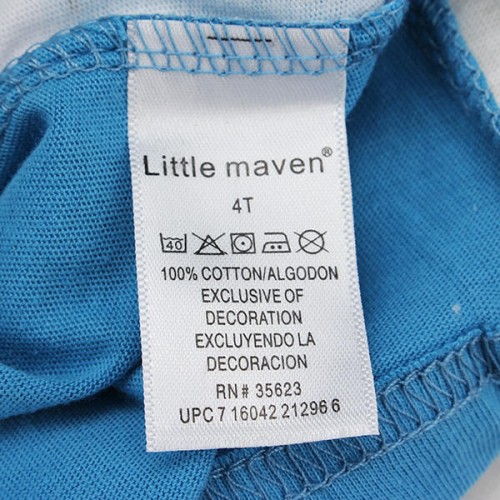 Little maven®
4T
40
100% COTTON/ALGODON
EXCLUSIVE OF
DECORATION
EXCLUYENDO LA
DECORACION
RN# 35623
UPC 7 16042 21296 6